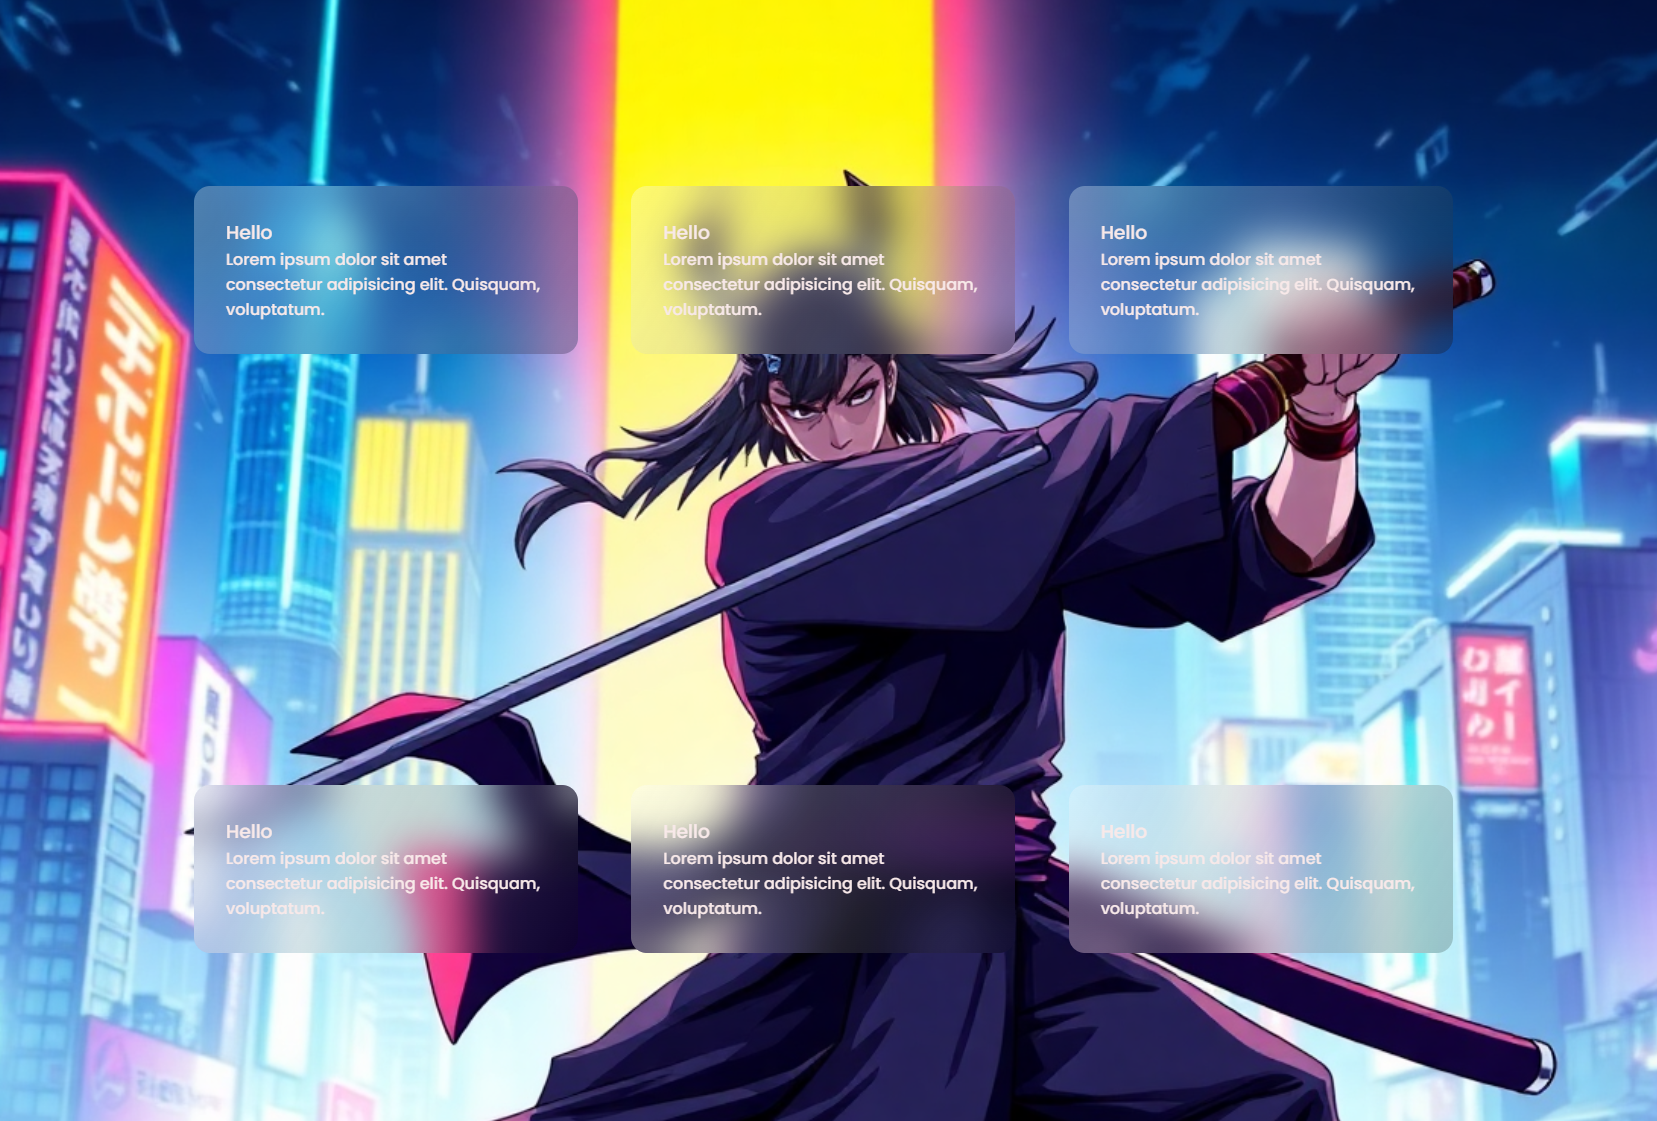 Hello
Lorem ipsum dolor sit amet
consectetur adipisicing elit. Quisquam,
voluptatum.
Hello
Lorem ipsum dolor sit amet
consectetur adipisicing elit. Quisquam,
voluptatum.
Hello
Lorem ipsum dolor sit amet
consectetur adipisicing elit. Quisquam,
voluptatum.
Hello
Lorem ipsum dolor sit amet
consectetur adipisicing elit. Quisquam,
voluptatum.
Hello
Lorem ipsum dolor sit amet
consectetur adipisicing elit. Quisquam,
voluptatum.
Hello
Lorem ipsum dolor sit amet
consectetur adipisicing elit. Quisquam,
voluptatum.